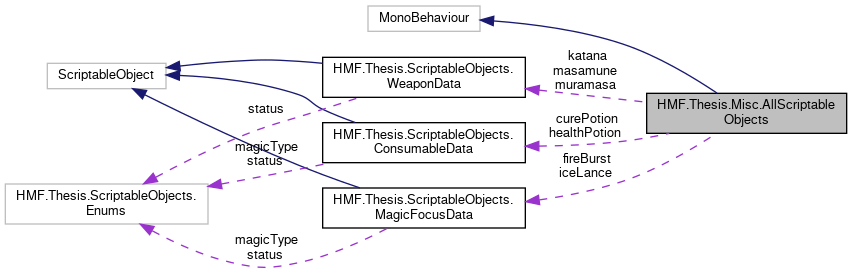 MonoBehaviour
ScriptableObject
HMF.Thesis.ScriptableObjects.
WeaponData
katana
masamune
muramasa
HMF.Thesis.Misc.AllScriptable
Objects
status
HMF.Thesis.ScriptableObjects.
ConsumableData
curePotion
healthPotion
magicType
status
fireBurst
iceLance
HMF.Thesis.ScriptableObjects.
Enums
HMF.Thesis.ScriptableObjects.
MagicFocusData
magicType
status